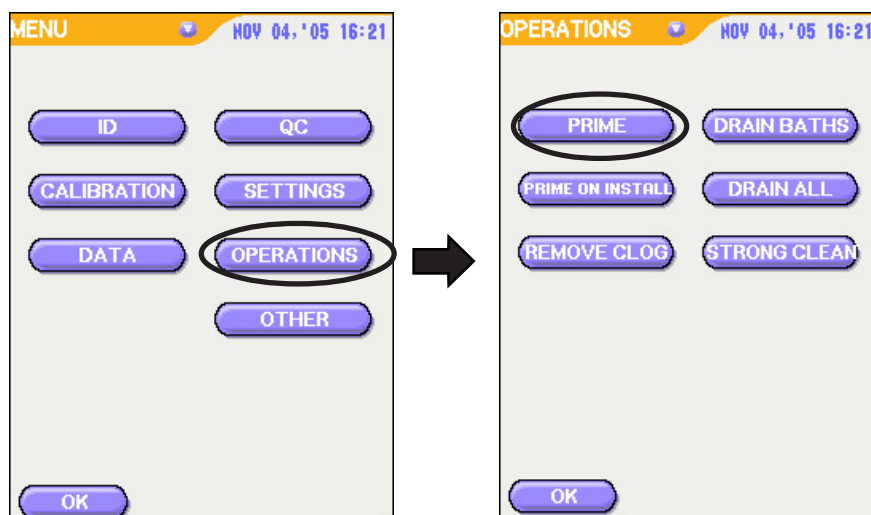 MENU NOV 04,'05 16:21
ID QC
CALIBRATION SETTINGS
DATA OPERATIONS
OTHER
OK
OPERATIONS NOV 04,'05 16:21
PRIME DRAIN BATHS
PRIME ON INSTALL DRAIN ALL
REMOVE CLOG STRONG CLEAN
OK